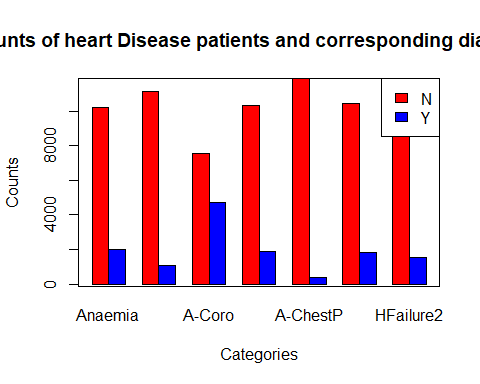 unts of heart Disease patients and corresponding dia
N
Y
8000
4000
0
Counts
Anaemia A-Coro A-ChestP HFailure2
Categories